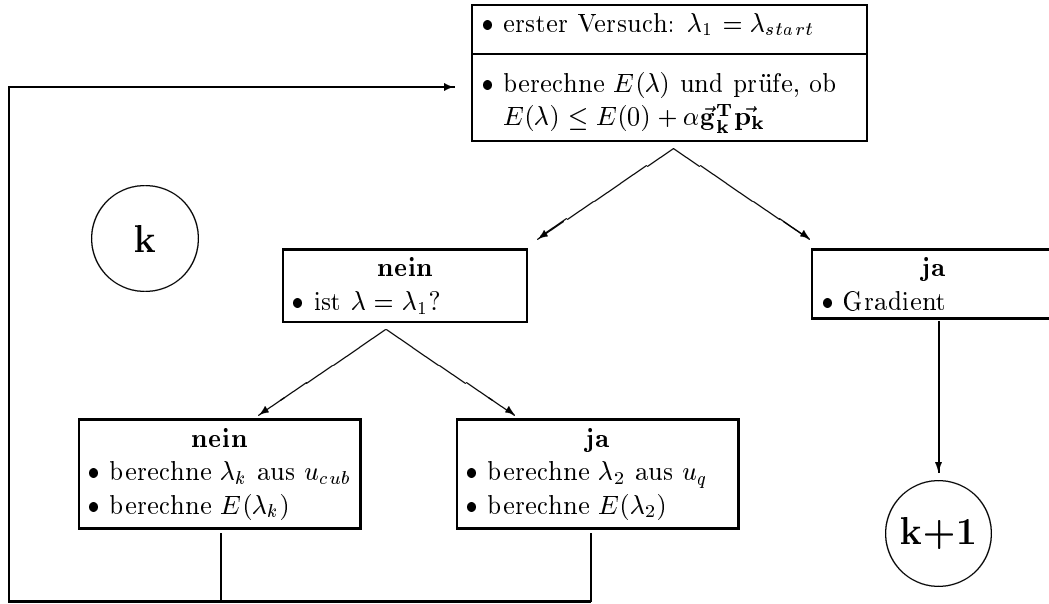 • erster Versuch: λ₁ = λ_start
• berechne E(λ) und prüfe, ob
E(λ) ≤ E(0) + αg⃗ₖᵀp⃗ₖ
k
nein
• ist λ = λ₁?
ja
• Gradient
nein
• berechne λₖ aus u_cub
• berechne E(λₖ)
ja
• berechne λ₂ aus u_q
• berechne E(λ₂)
k+1